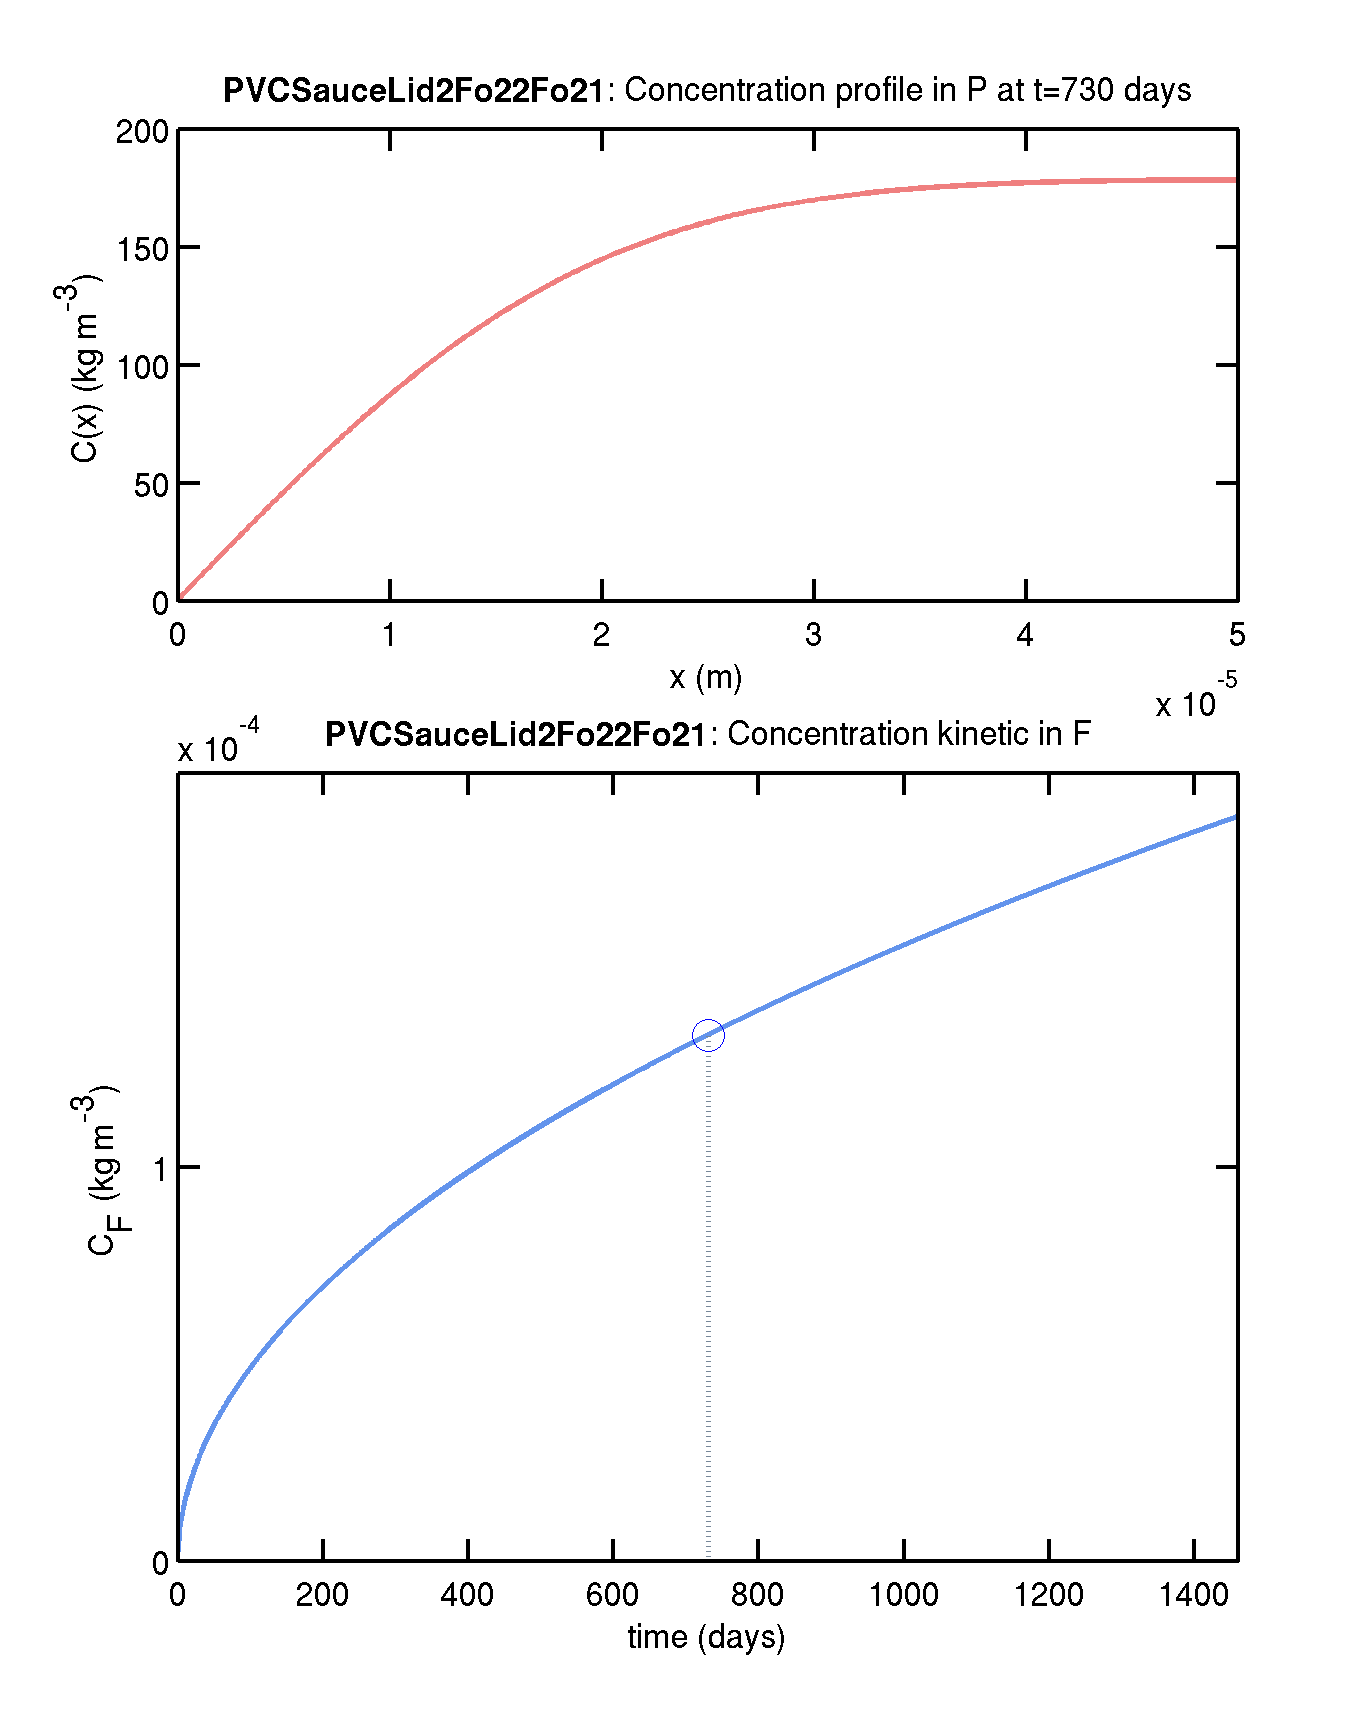 PVCSauceLid2Fo22Fo21: Concentration profile in P at t=730 days
200
150
100
50
0
C(x) (kg m-3)
0 1 2 3 4 5
x (m)
x 10-5
x 10-4
PVCSauceLid2Fo22Fo21: Concentration kinetic in F
1
0
CF (kg m-3)
0 200 400 600 800 1000 1200 1400
time (days)